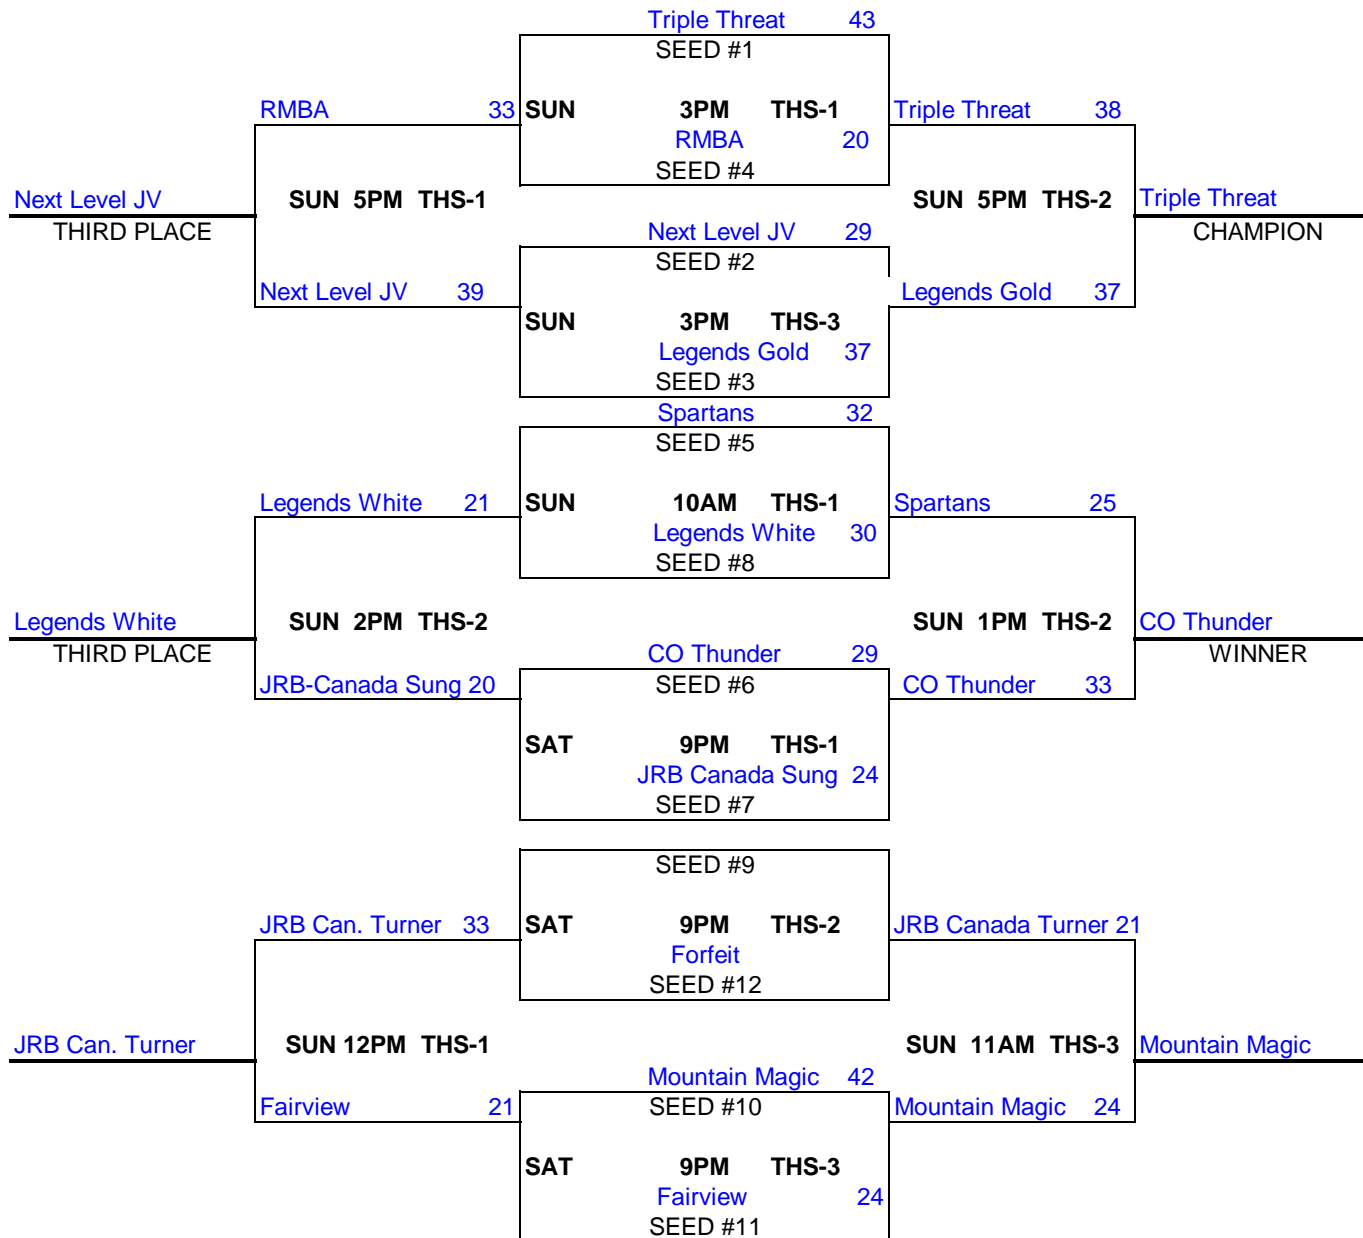 Triple Threat 43
SEED #1
RMBA 33 SUN 3PM THS-1 Triple Threat 38
RMBA 20
SEED #4
Next Level JV SUN 5PM THS-1 SUN 5PM THS-2 Triple Threat
THIRD PLACE Next Level JV 29 CHAMPION
SEED #2
Next Level JV 39 Legends Gold 37
SUN 3PM THS-3
Legends Gold 37
SEED #3
Spartans 32
SEED #5
Legends White 21 SUN 10AM THS-1 Spartans 25
Legends White 30
SEED #8
Legends White SUN 2PM THS-2 SUN 1PM THS-2 CO Thunder
THIRD PLACE CO Thunder 29 WINNER
JRB-Canada Sung 20 SEED #6 CO Thunder 33
SAT 9PM THS-1
JRB Canada Sung 24
SEED #7
SEED #9
JRB Can. Turner 33 SAT 9PM THS-2 JRB Canada Turner 21
Forfeit
SEED #12
JRB Can. Turner SUN 12PM THS-1 SUN 11AM THS-3 Mountain Magic
Mountain Magic 42
Fairview 21 SEED #10 Mountain Magic 24
SAT 9PM THS-3
Fairview 24
SEED #11